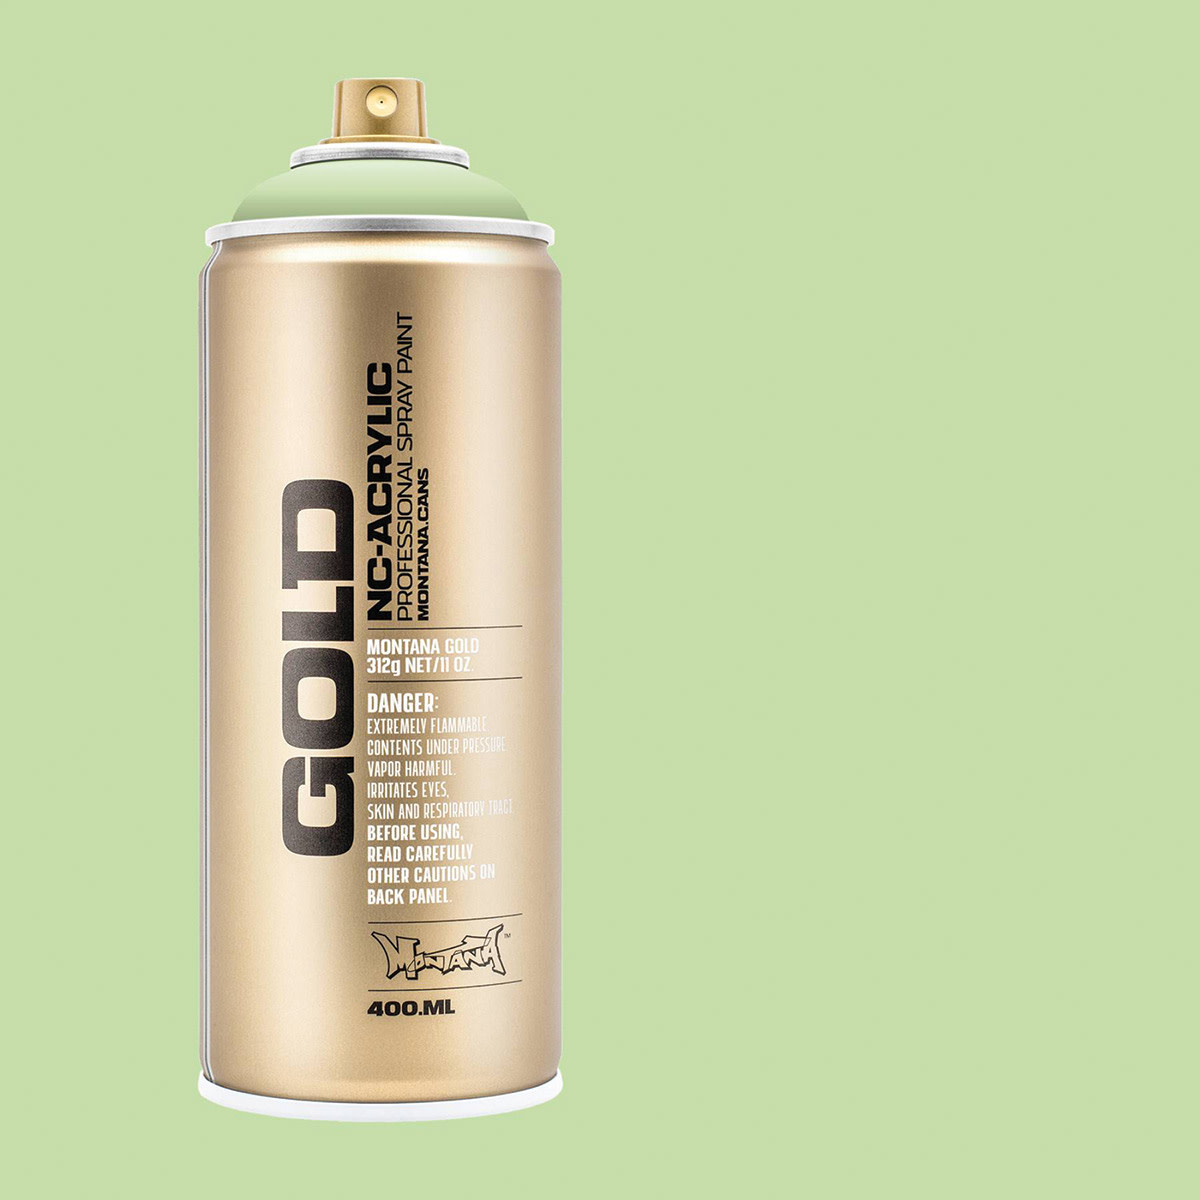 GOLD
NC-ACRYLIC
PROFESSIONAL SPRAY PAINT
MONTANA.CANS
MONTANA GOLD
312g NET/11 OZ.
DANGER:
EXTREMELY FLAMMABLE
CONTENTS UNDER PRESSURE
VAPOR HARMFUL.
IRRITATES EYES,
SKIN AND RESPIRATORY TRACT.
BEFORE USING,
READ CAREFULLY
OTHER CAUTIONS ON
BACK PANEL.
MONTANA™
400.ML